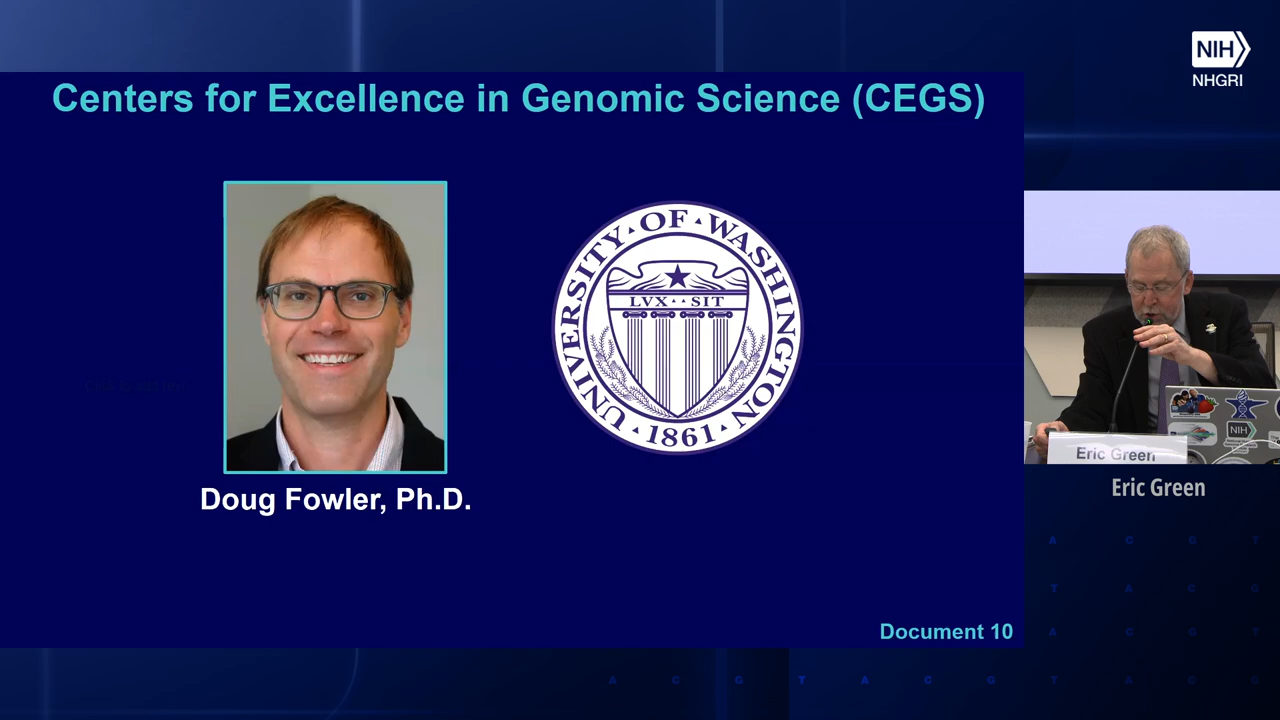 Centers for Excellence in Genomic Science (CEGS)
UNIVERSITY · OF · WASHINGTON
LVX · · SIT
· 1861 ·
Doug Fowler, Ph.D.
Document 10
NIH
NHGRI
NIH
Eric Green
Eric Green
A C G T
T A C G
A C G T
A C G T A C G T A C G